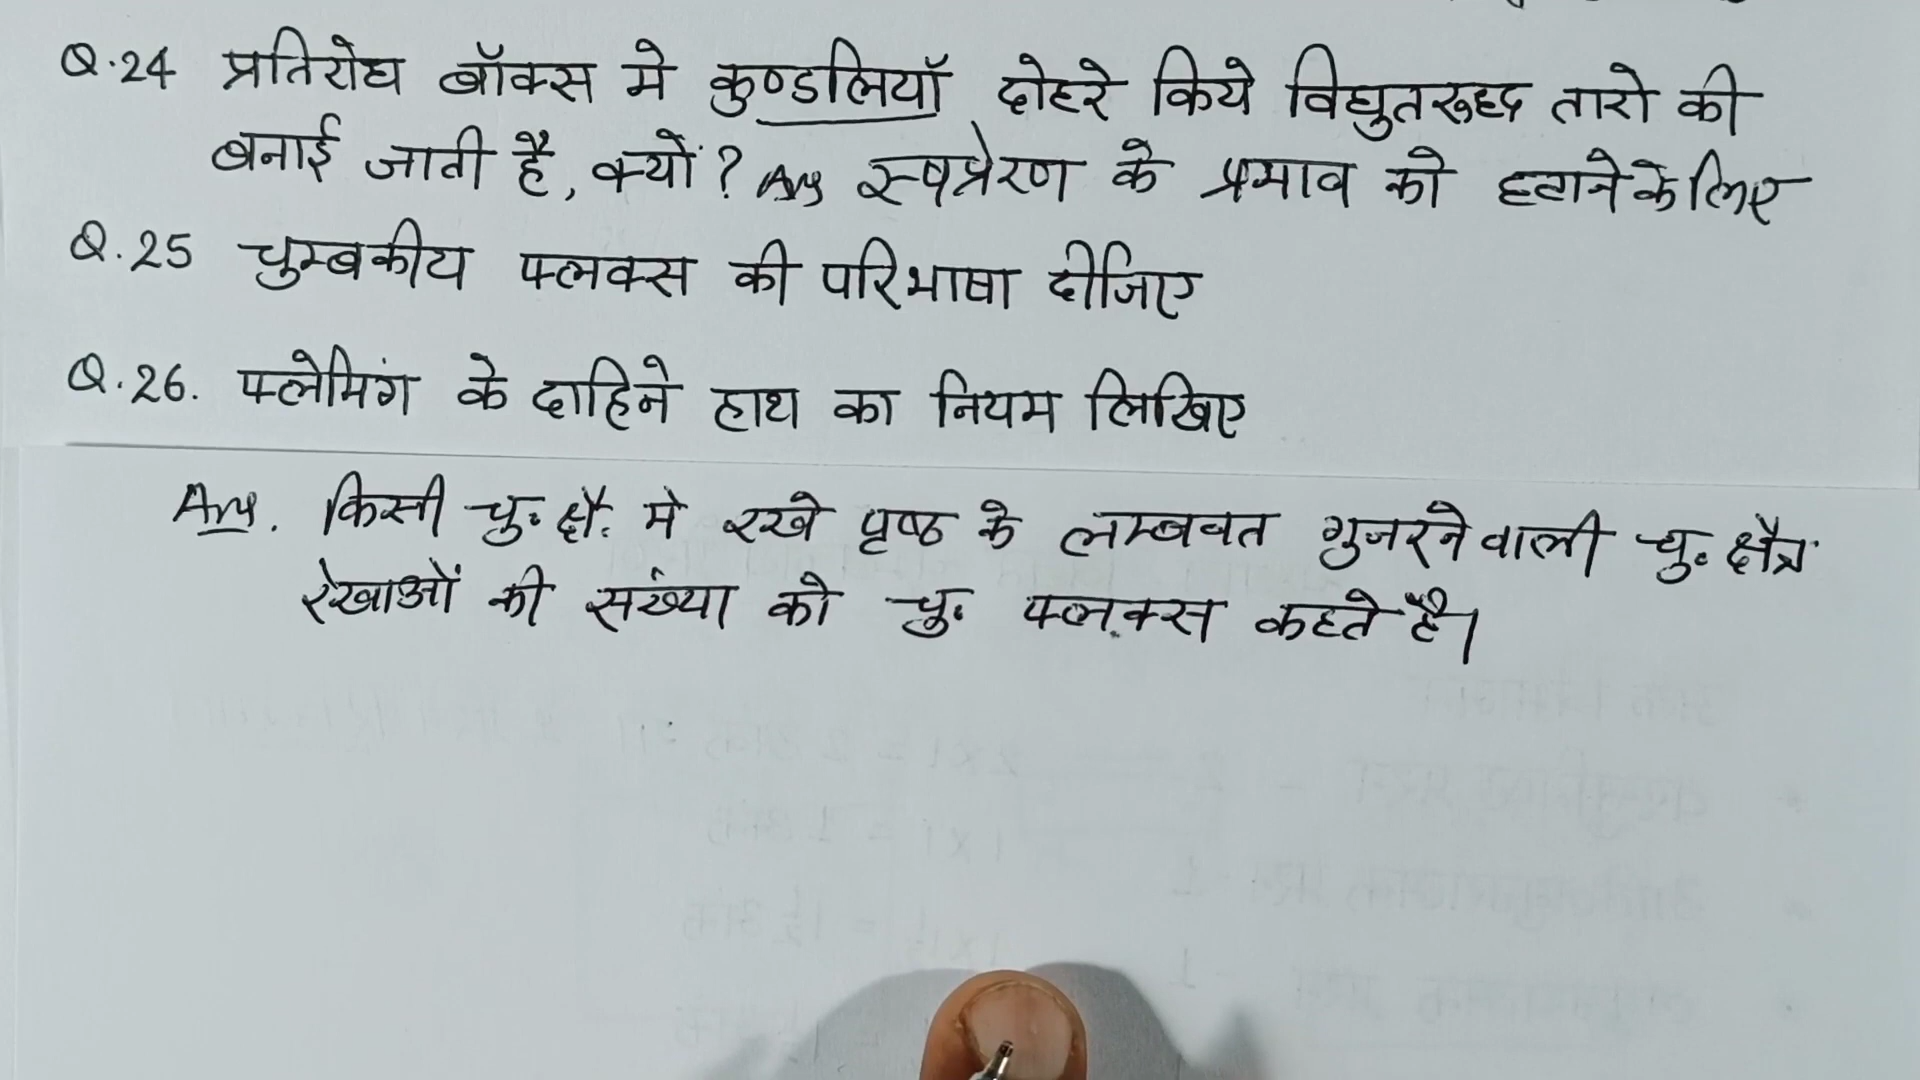 Q.24 प्रतिरोध बॉक्स मे कुण्डलियाँ दोहरे किये विद्युतरूद्ध तारो की
बनाई जाती है, क्यों? Ans स्वप्रेरण के प्रभाव को हटाने के लिए
Q.25 चुम्बकीय फ्लक्स की परिभाषा दीजिए
Q.26. फ्लेमिंग के दाहिने हाथ का नियम लिखिए
Ans. किसी चु. क्षे. मे रखे पृष्ठ के लम्बवत गुजरने वाली चु. क्षैत्र
रेखाओं की संख्या को चु. फ्लक्स कहते है।